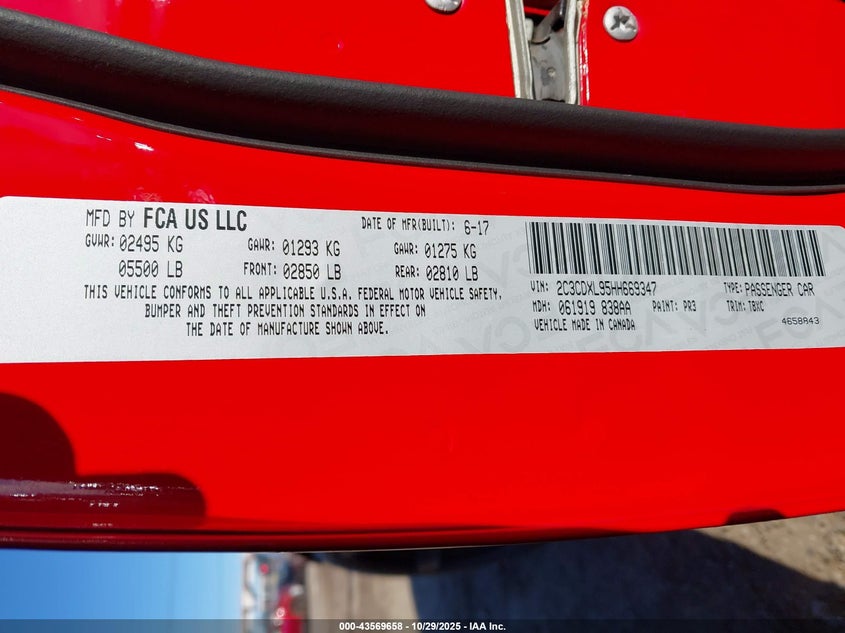 MFD BY FCA US LLC DATE OF MFR(BUILT): 6-17
GVWR: 02495 KG GAWR: 01293 KG GAWR: 01275 KG
05500 LB FRONT: 02850 LB REAR: 02810 LB
THIS VEHICLE CONFORMS TO ALL APPLICABLE U.S.A. FEDERAL MOTOR VEHICLE SAFETY,
BUMPER AND THEFT PREVENTION STANDARDS IN EFFECT ON
THE DATE OF MANUFACTURE SHOWN ABOVE.
VIN: 2C3CDXL95HH669347 TYPE: PASSENGER CAR
MDH: 061919 838AA PAINT: PR3 TRIM: TBXC
VEHICLE MADE IN CANADA 4658A43
000-43569658 | 10/29/2025 - IAA Inc.